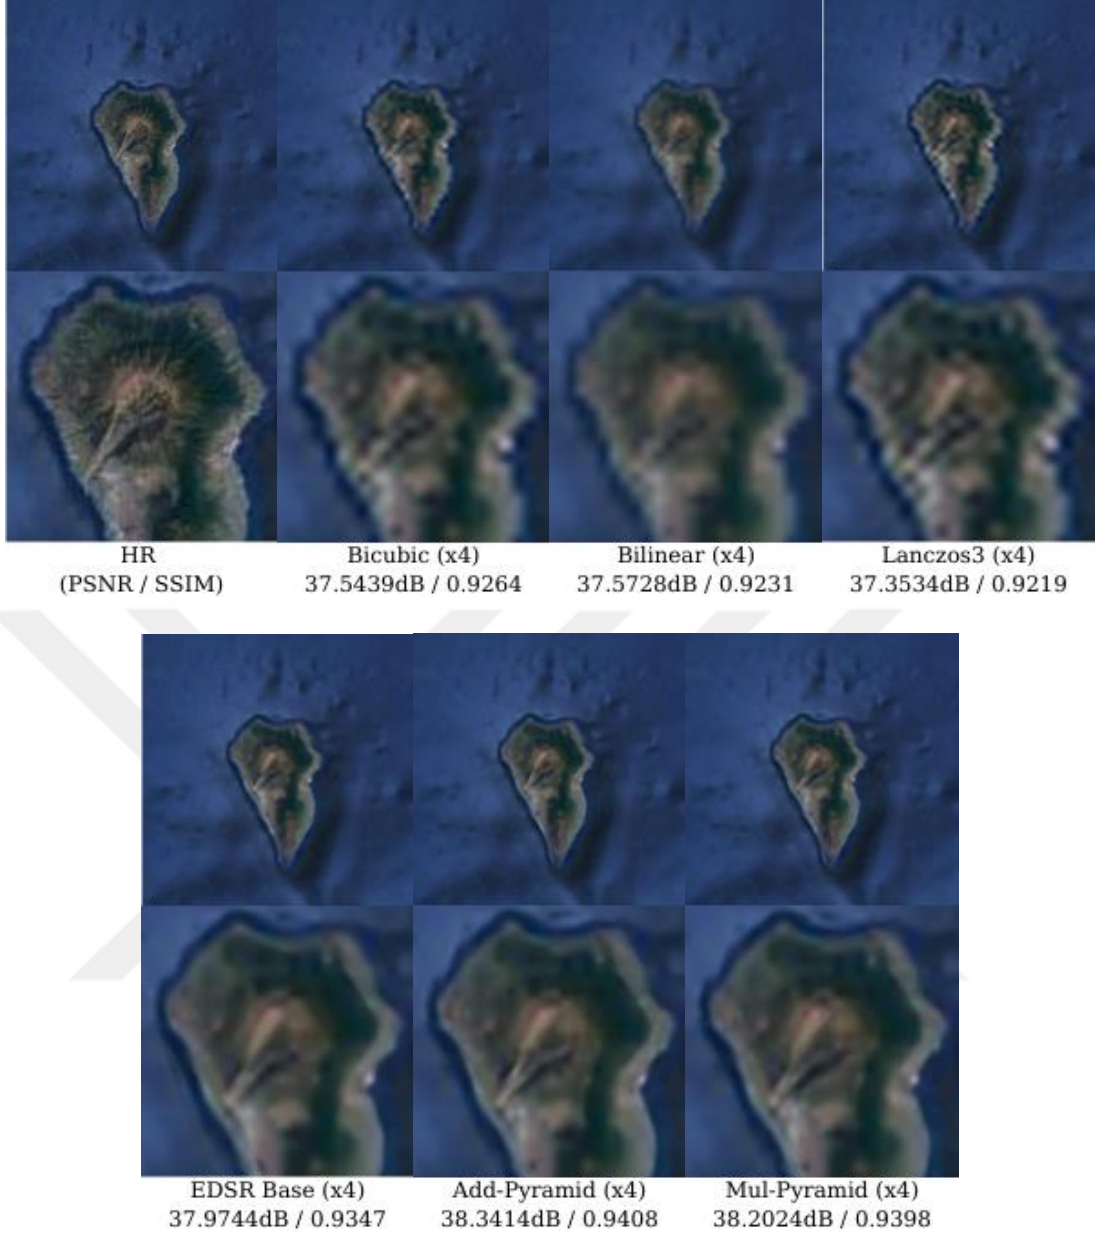 HR
(PSNR / SSIM)
Bicubic (x4)
37.5439dB / 0.9264
Bilinear (x4)
37.5728dB / 0.9231
Lanczos3 (x4)
37.3534dB / 0.9219
EDSR Base (x4)
37.9744dB / 0.9347
Add-Pyramid (x4)
38.3414dB / 0.9408
Mul-Pyramid (x4)
38.2024dB / 0.9398